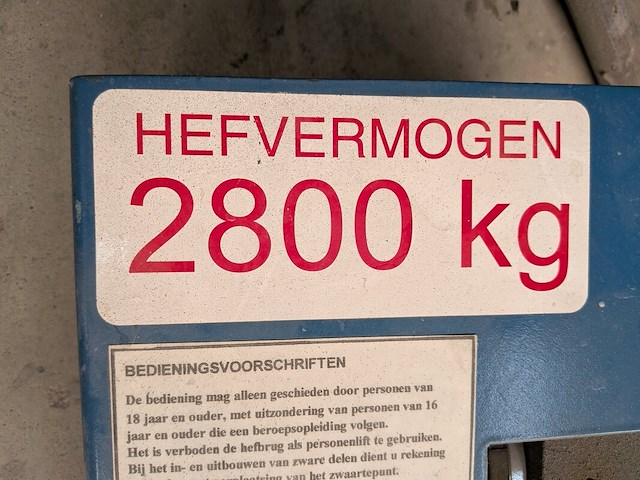 HEFVERMOGEN
2800 kg
BEDIENINGSVOORSCHRIFTEN
De bediening mag alleen geschieden door personen van
18 jaar en ouder, met uitzondering van personen van 16
jaar en ouder die een beroepsopleiding volgen.
Het is verboden de hefbrug als personenlift te gebruiken.
Bij het in- en uitbouwen van zware delen dient u rekening
van het zwaartepunt.